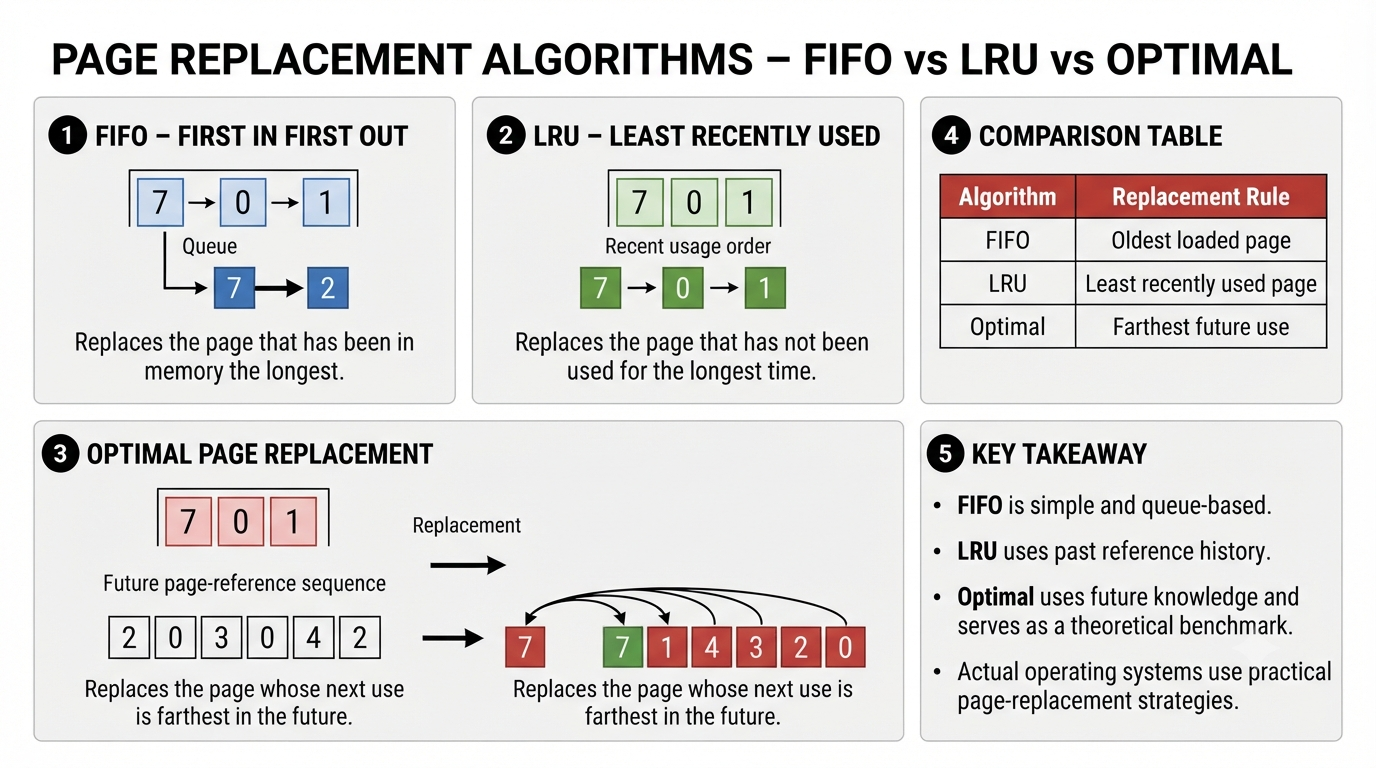 PAGE REPLACEMENT ALGORITHMS – FIFO vs LRU vs OPTIMAL
1 FIFO – FIRST IN FIRST OUT
7 0 1
Queue
7 2
Replaces the page that has been in
memory the longest.
2 LRU – LEAST RECENTLY USED
7 0 1
Recent usage order
7 0 1
Replaces the page that has not been
used for the longest time.
3 OPTIMAL PAGE REPLACEMENT
7 0 1
Future page-reference sequence
2 0 3 0 4 2
Replaces the page whose next use
is farthest in the future.
Replacement
7 7 1 4 3 2 0
Replaces the page whose next use is
farthest in the future.
4 COMPARISON TABLE
Algorithm Replacement Rule
FIFO Oldest loaded page
LRU Least recently used page
Optimal Farthest future use
5 KEY TAKEAWAY
• FIFO is simple and queue-based.
• LRU uses past reference history.
• Optimal uses future knowledge and
serves as a theoretical benchmark.
• Actual operating systems use practical
page-replacement strategies.